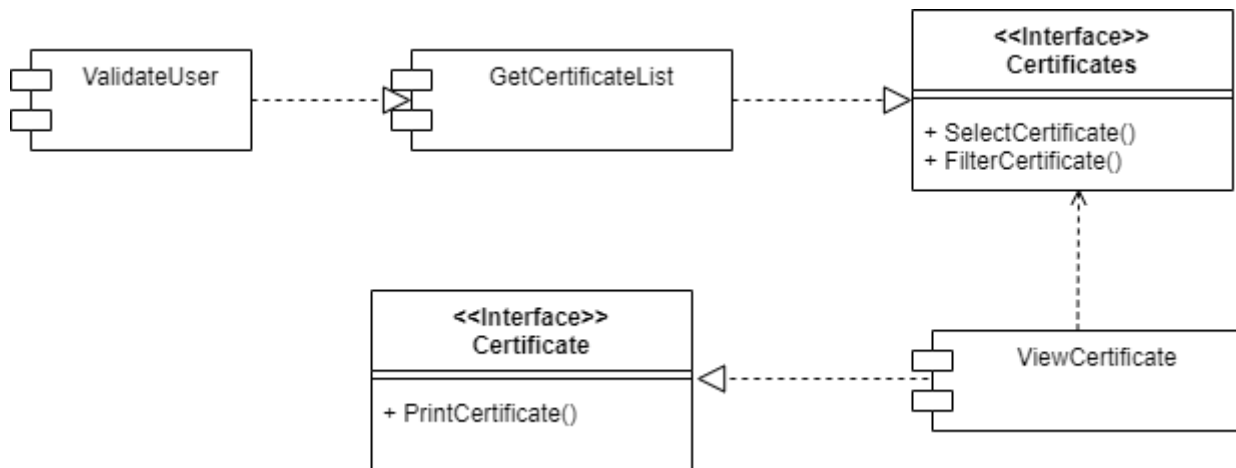 ValidateUser
GetCertificateList
<<Interface>>
Certificates
+ SelectCertificate()
+ FilterCertificate()
<<Interface>>
Certificate
+ PrintCertificate()
ViewCertificate